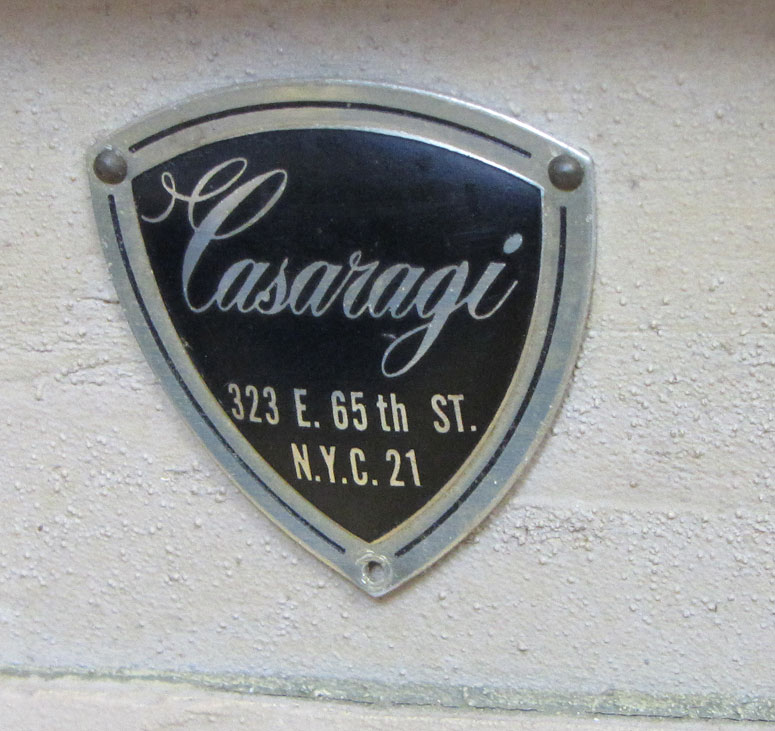 Casaragi
323 E. 65th ST.
N.Y.C. 21